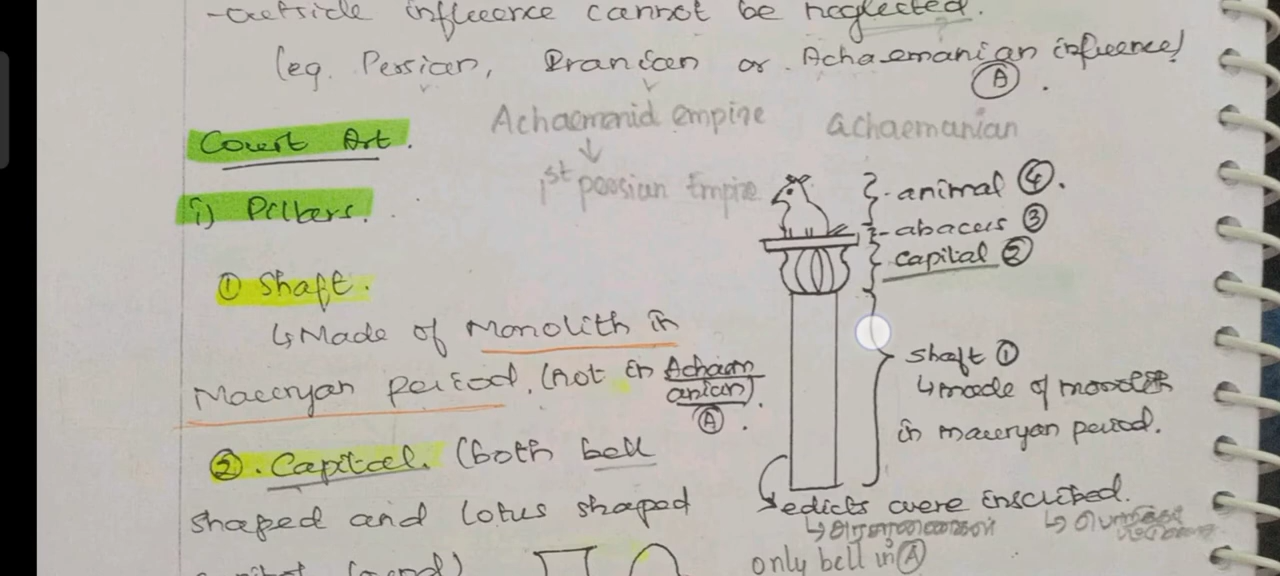 -outside influence cannot be neglected.
(eg. Persian, Iranian or Achaemanian influence)
Ⓐ.
Achaemenid empire
achaemanian
↓
1st persian Empire
Court Art.
i) Pillars.
animal ④.
abacus ③
capital ②
① Shaft.
↳Made of Monolith in
Mauryan period. (not in Achaemanian)
Ⓐ.
shaft ①
↳made of monolith
in mauryan period.
②. Capital. (both bell
shaped and lotus shaped
edicts were inscribed.
only bell in Ⓐ